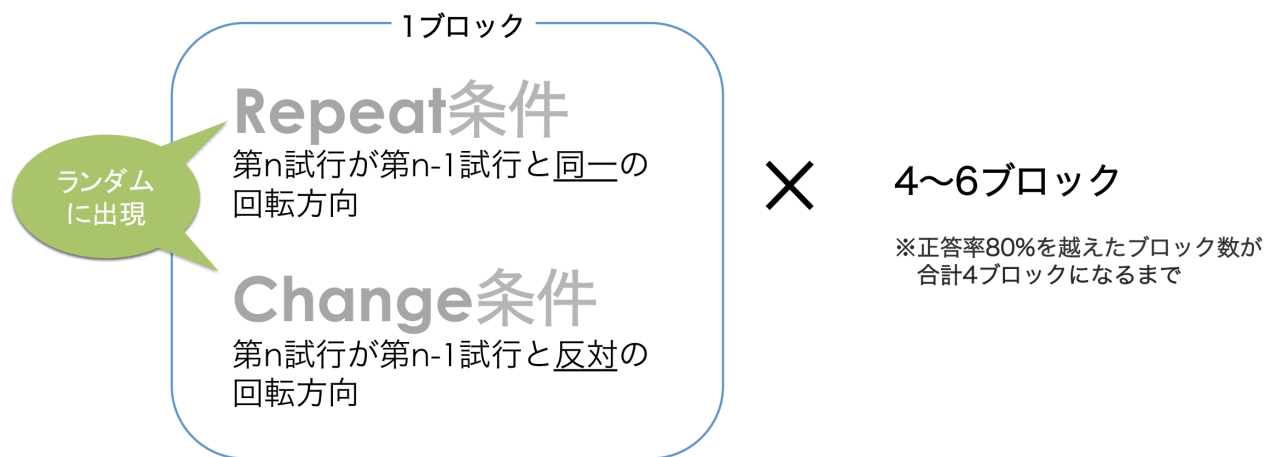 1ブロック
Repeat条件
第n試行が第n-1試行と同一の
回転方向
ランダム
に出現
Change条件
第n試行が第n-1試行と反対の
回転方向
×
4〜6ブロック
※正答率80%を越えたブロック数が
合計4ブロックになるまで